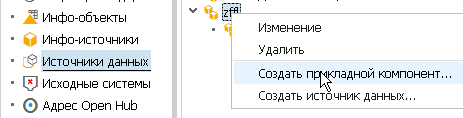 Инфо-объекты
Инфо-источники
Источники данных
Исходные системы
Адрес Open Hub
zffl
Изменение
Удалить
Создать прикладной компонент...
Создать источник данных...